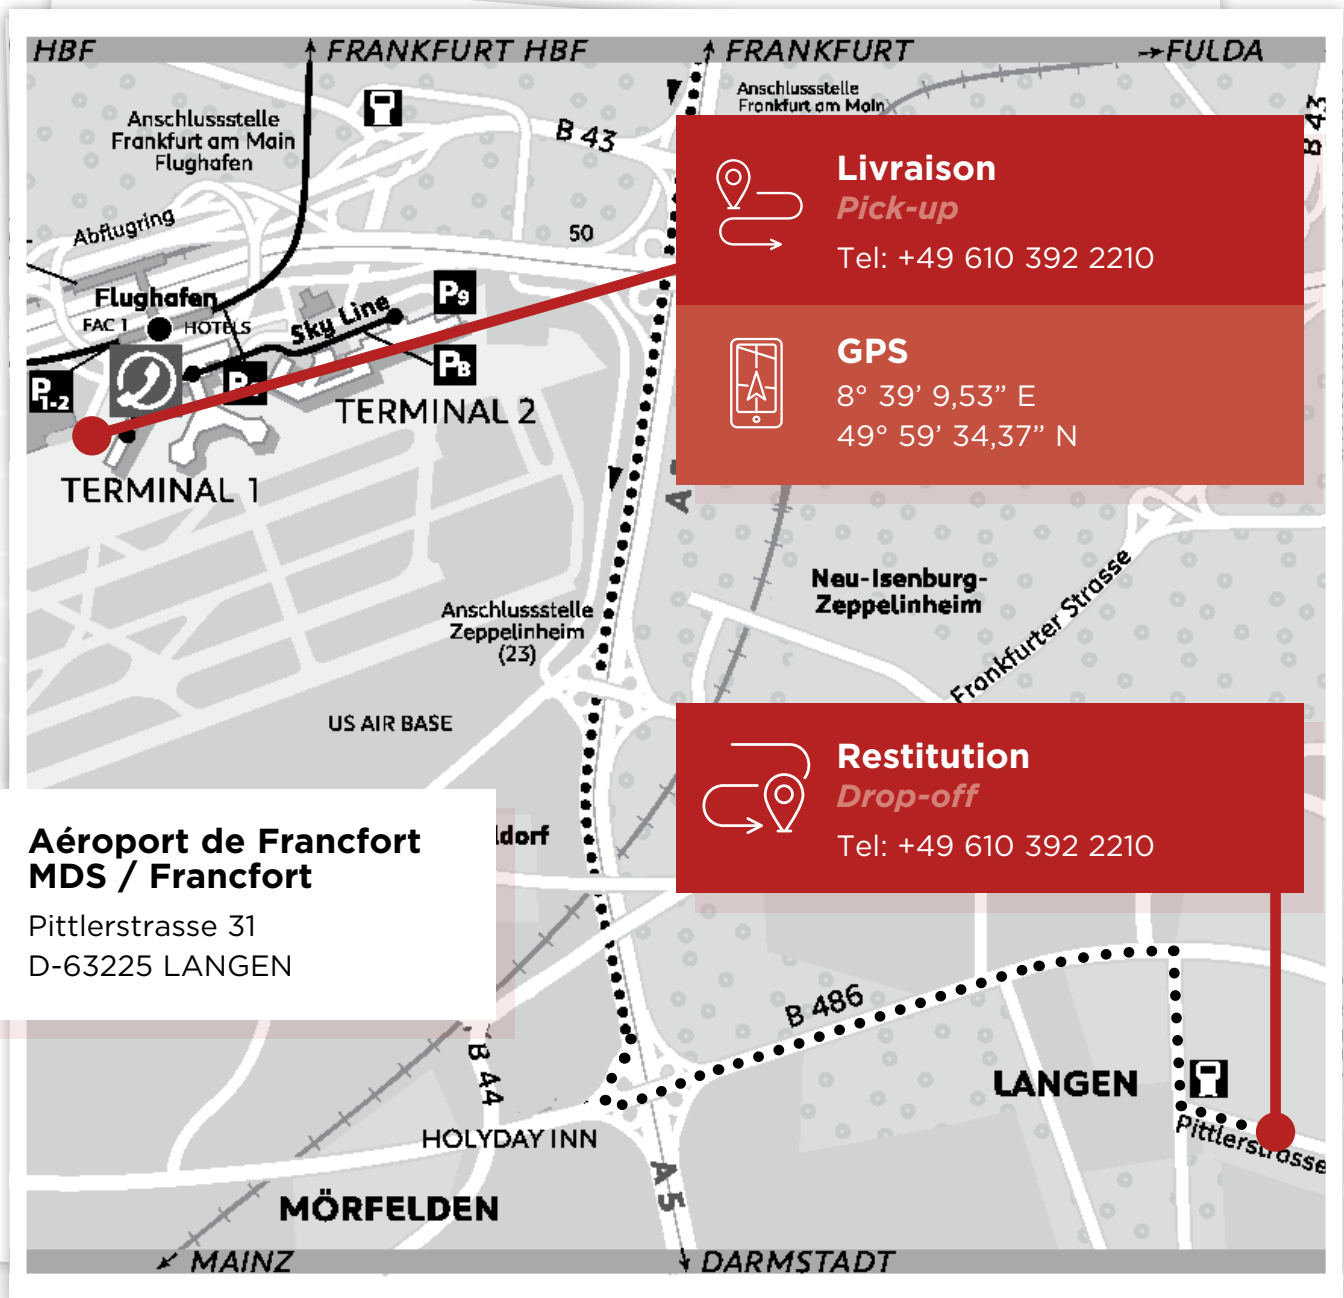 HBF
FRANKFURT HBF
FRANKFURT
FULDA
Anschlussstelle
Frankfurt am Main
Flughafen
B 43
Anschlussstelle
Frankfurt am Main
B 43
Livraison
Pick-up
Tel: +49 610 392 2210
Abflugring
50
Flughafen
FAC 1
HOTELS
Sky Line
P9
P8
P1-2
TERMINAL 2
TERMINAL 1
GPS
8° 39’ 9,53” E
49° 59’ 34,37” N
Neu-Isenburg-
Zeppelinheim
Frankfurter Strasse
Anschlussstelle
Zeppelinheim
(23)
US AIR BASE
Restitution
Drop-off
Tel: +49 610 392 2210
ldorf
Aéroport de Francfort
MDS / Francfort
Pittlerstrasse 31
D-63225 LANGEN
B 486
B 44
LANGEN
HOLYDAY INN
Pittlerstrasse
A 5
MÖRFELDEN
MAINZ
DARMSTADT